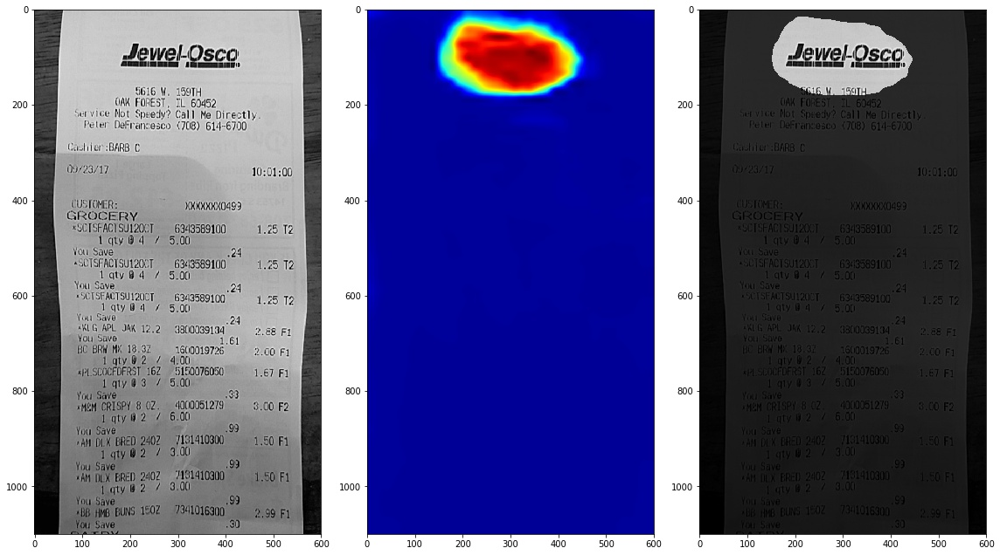 0
200
400
600
800
1000
0 100 200 300 400 500 600
Jewel-Osco
5616 W. 159TH
OAK FOREST, IL 60452
Service Not Speedy? Call Me Directly.
Peter DeFrancesco (708) 614-6700
Cashier:BARB C
09/23/17 10:01:00
CUSTOMER: XXXXXXX0499
GROCERY
*SCTSFACTSU120CT 6343589100 1.25 T2
1 qty @ 4 / 5.00
You Save .24
*SCTSFACTSU120CT 6343589100 1.25 T2
1 qty @ 4 / 5.00
You Save .24
*SCTSFACTSU120CT 6343589100 1.25 T2
1 qty @ 4 / 5.00
You Save .24
*KLG APL JAK 12.2 3800039134 2.88 F1
You Save 1.61
BC BRW MX 18.3Z 1600019726 2.00 F1
1 qty @ 2 / 4.00
*PLSCOCFDFRST 16Z 5150076050 1.67 F1
1 qty @ 3 / 5.00
You Save .33
*M&M CRISPY 8 OZ. 4000051279 3.00 F2
1 qty @ 2 / 6.00
You Save .99
*AM DLX BRED 24OZ 7131410300 1.50 F1
1 qty @ 2 / 3.00
You Save .99
*AM DLX BRED 24OZ 7131410300 1.50 F1
1 qty @ 2 / 3.00
You Save .99
*BB HMB BUNS 15OZ 7341016300 2.99 F1
You Save .30
0
200
400
600
800
1000
0 100 200 300 400 500 600
0
200
400
600
800
1000
0 100 200 300 400 500 600
Jewel-Osco
5616 W. 159TH
OAK FOREST, IL 60452
Service Not Speedy? Call Me Directly.
Peter DeFrancesco (708) 614-6700
Cashier:BARB C
09/23/17 10:01:00
CUSTOMER: XXXXXXX0499
GROCERY
*SCTSFACTSU120CT 6343589100 1.25 T2
1 qty @ 4 / 5.00
You Save .24
*SCTSFACTSU120CT 6343589100 1.25 T2
1 qty @ 4 / 5.00
You Save .24
*SCTSFACTSU120CT 6343589100 1.25 T2
1 qty @ 4 / 5.00
You Save .24
*KLG APL JAK 12.2 3800039134 2.88 F1
You Save 1.61
BC BRW MX 18.3Z 1600019726 2.00 F1
1 qty @ 2 / 4.00
*PLSCOCFDFRST 16Z 5150076050 1.67 F1
1 qty @ 3 / 5.00
You Save .33
*M&M CRISPY 8 OZ. 4000051279 3.00 F2
1 qty @ 2 / 6.00
You Save .99
*AM DLX BRED 24OZ 7131410300 1.50 F1
1 qty @ 2 / 3.00
You Save .99
*AM DLX BRED 24OZ 7131410300 1.50 F1
1 qty @ 2 / 3.00
You Save .99
*BB HMB BUNS 15OZ 7341016300 2.99 F1
You Save .30